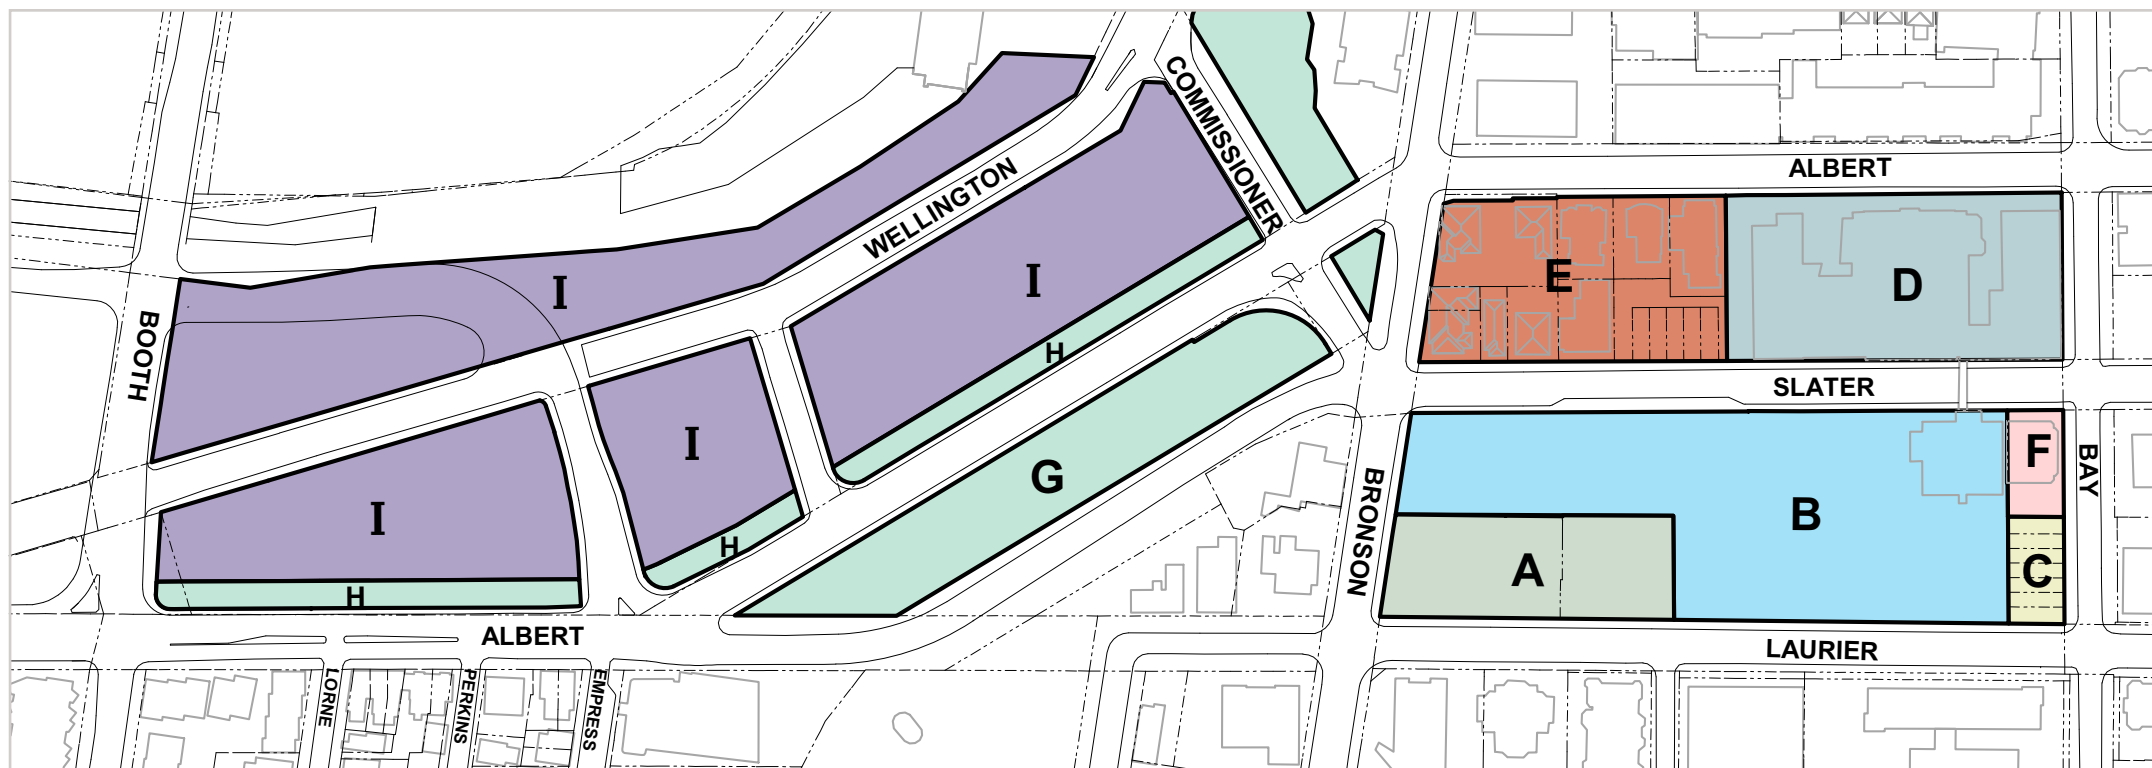 COMMISSIONER
ALBERT
WELLINGTON
I
I
E
D
BOOTH
H
SLATER
I
G
F
BAY
BRONSON
B
I
H
A
C
H
ALBERT
LAURIER
LORNE
PERKINS
EMPRESS